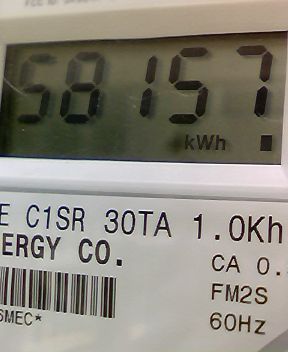 58157
kWh
E C1SR 30TA 1.0Kh
ERGY CO.
CA 0.
FM2S
60Hz
SMEC*